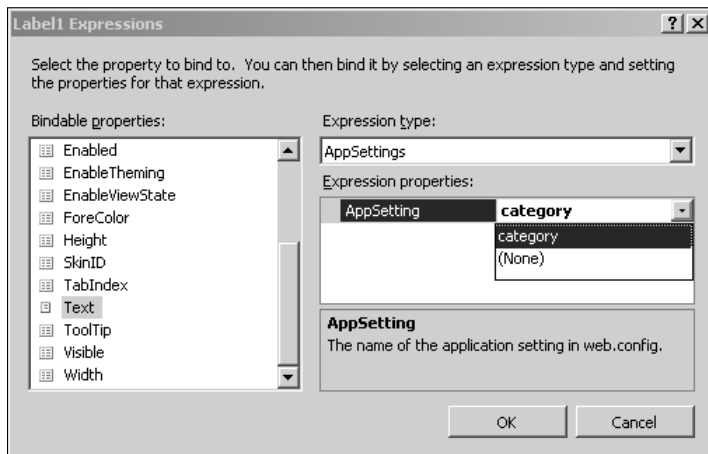 Label1 Expressions
Select the property to bind to. You can then bind it by selecting an expression type and setting
the properties for that expression.
Bindable properties:
Enabled
EnableTheming
EnableViewState
ForeColor
Height
SkinID
TabIndex
Text
ToolTip
Visible
Width
Expression type:
AppSettings
Expression properties:
AppSetting category
category
(None)
AppSetting
The name of the application setting in web.config.
OK Cancel